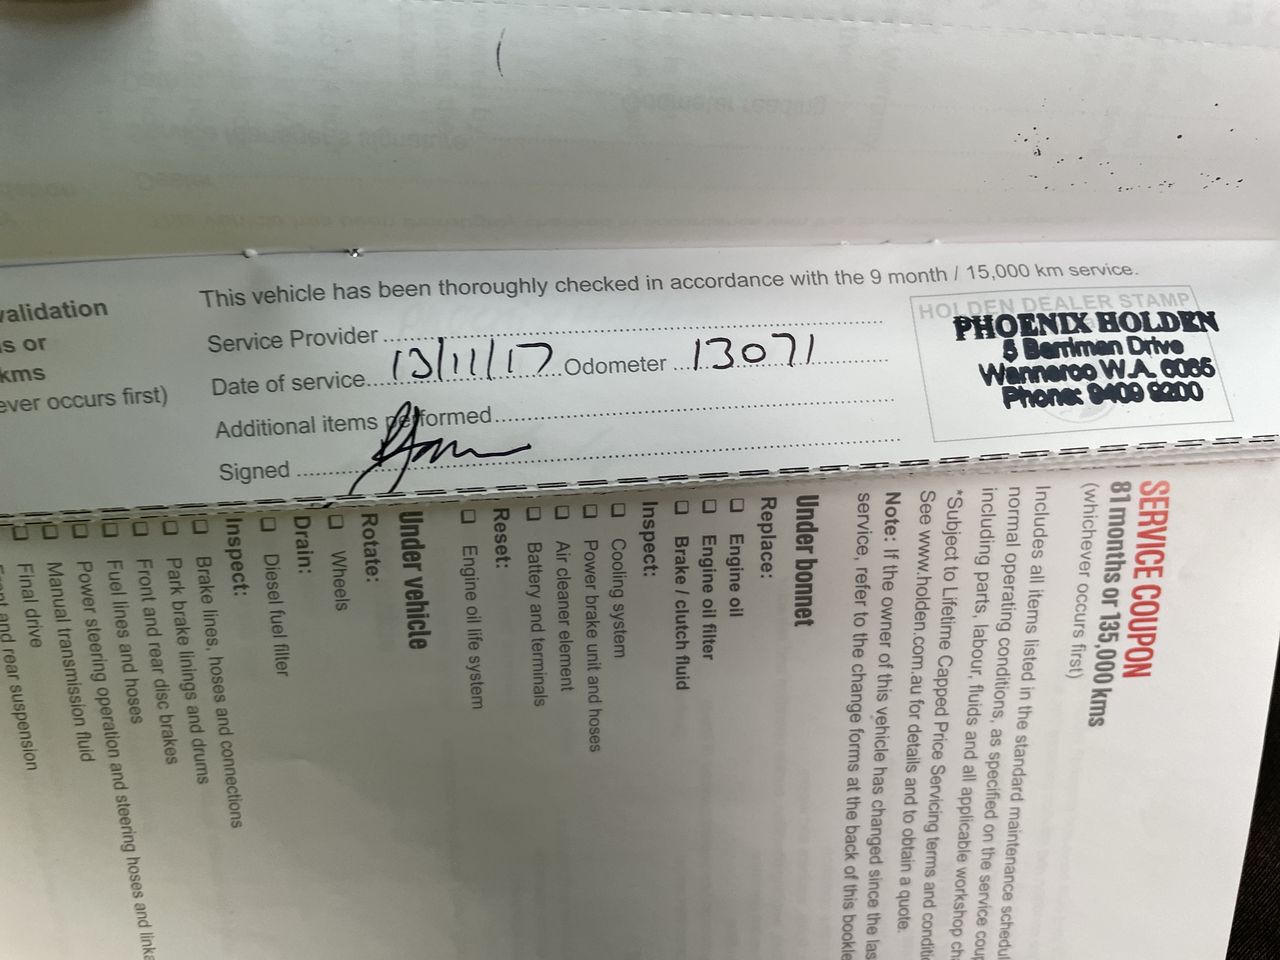 validation
s or
kms
ever occurs first)
This vehicle has been thoroughly checked in accordance with the 9 month / 15,000 km service.
Service Provider
Date of service 13/11/17 Odometer 13071
Additional items performed
Signed
HOLDEN DEALER STAMP
PHOENIX HOLDEN
5 Berriman Drive
Wanneroo W.A. 6065
Phone: 9409 9200
SERVICE COUPON
81 months or 135,000 kms
(whichever occurs first)
Includes all items listed in the standard maintenance schedul
normal operating conditions, as specified on the service coup
including parts, labour, fluids and all applicable workshop cha
*Subject to Lifetime Capped Price Servicing terms and conditi
See www.holden.com.au for details and to obtain a quote.
Note: If the owner of this vehicle has changed since the las
service, refer to the change forms at the back of this bookle
Under bonnet
Replace:
Engine oil
Engine oil filter
Brake / clutch fluid
Inspect:
Cooling system
Power brake unit and hoses
Air cleaner element
Battery and terminals
Reset:
Engine oil life system
Under vehicle
Rotate:
Wheels
Drain:
Diesel fuel filter
Inspect:
Brake lines, hoses and connections
Park brake linings and drums
Front and rear disc brakes
Fuel lines and hoses
Power steering operation and steering hoses and linka
Manual transmission fluid
Final drive
Front and rear suspension